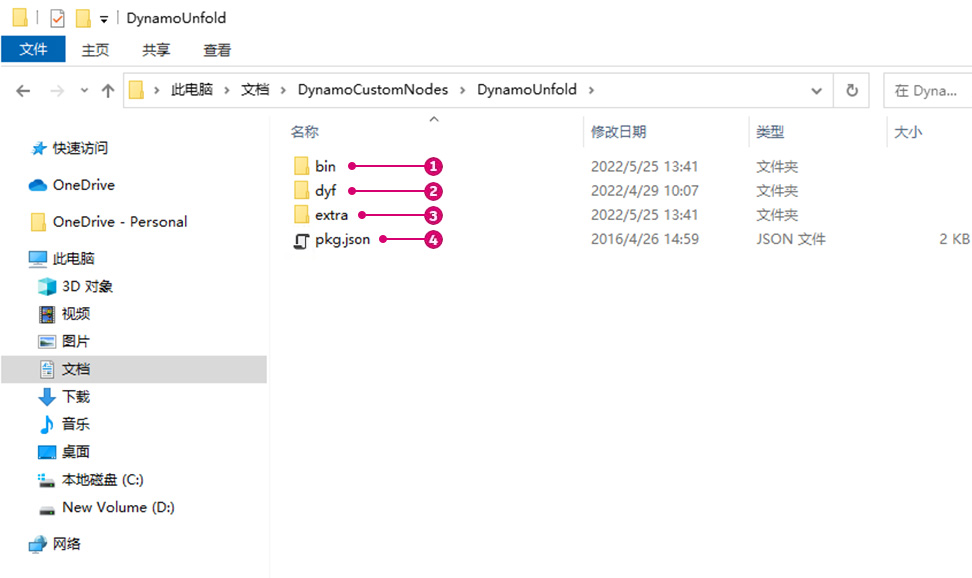 DynamoUnfold
文件 主页 共享 查看
此电脑 文档 DynamoCustomNodes DynamoUnfold 在 Dyna...
名称 修改日期 类型 大小
快速访问
OneDrive
OneDrive - Personal
此电脑
3D 对象
视频
图片
文档
下载
音乐
桌面
本地磁盘 (C:)
New Volume (D:)
网络
bin 1 2022/5/25 13:41 文件夹
dyf 2 2022/4/29 10:07 文件夹
extra 3 2022/5/25 13:41 文件夹
pkg.json 4 2016/4/26 14:59 JSON 文件 2 KB